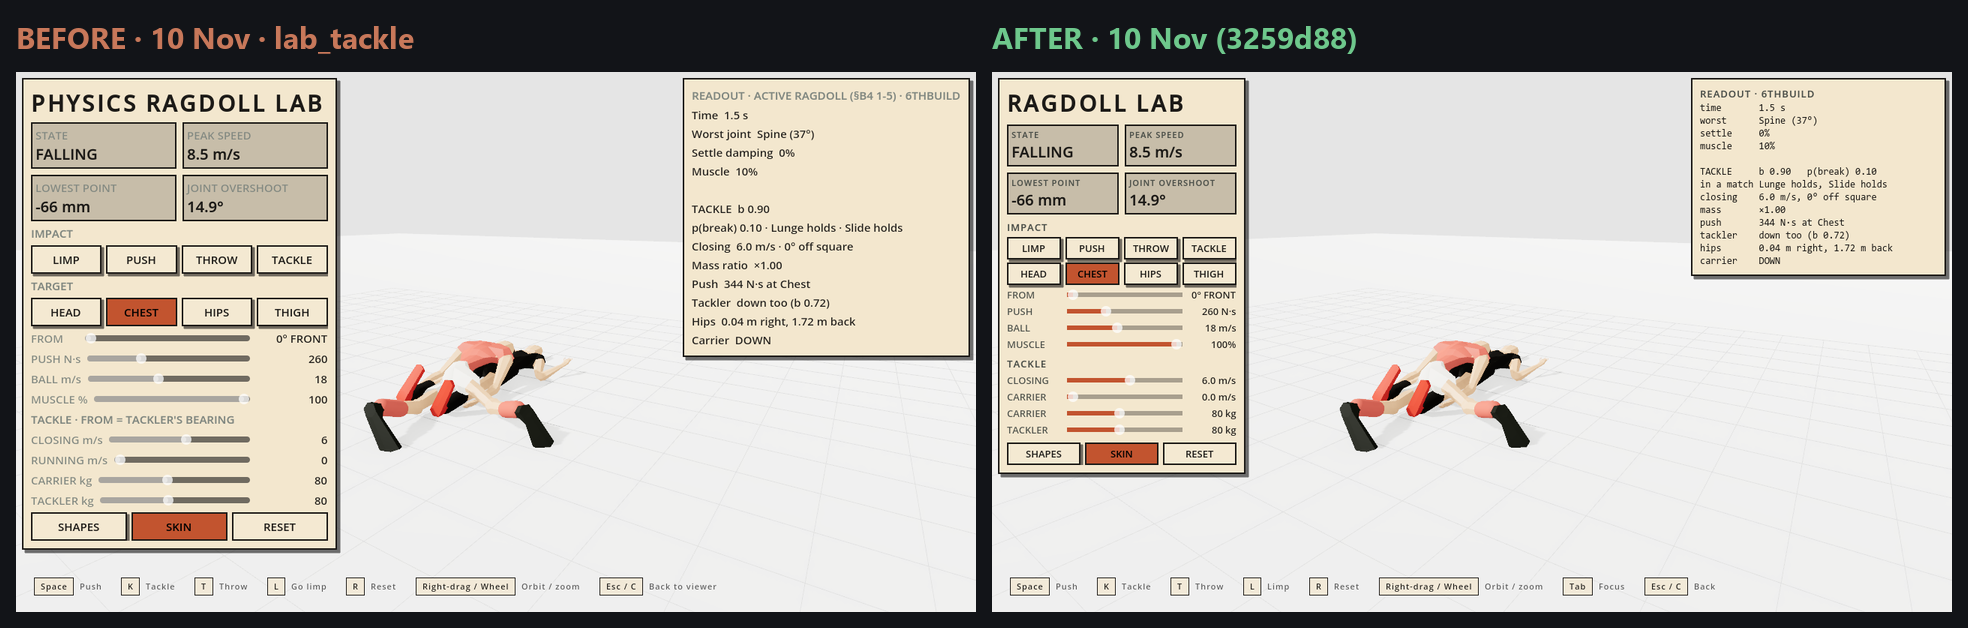 BEFORE · 10 Nov · lab_tackle
PHYSICS RAGDOLL LAB
STATE
FALLING
PEAK SPEED
8.5 m/s
LOWEST POINT
-66 mm
JOINT OVERSHOOT
14.9°
IMPACT
LIMP PUSH THROW TACKLE
TARGET
HEAD CHEST HIPS THIGH
FROM 0° FRONT
PUSH N·s 260
BALL m/s 18
MUSCLE % 100
TACKLE · FROM = TACKLER'S BEARING
CLOSING m/s 6
RUNNING m/s 0
CARRIER kg 80
TACKLER kg 80
SHAPES SKIN RESET
READOUT · ACTIVE RAGDOLL (§B4 1-5) · 6THBUILD
Time 1.5 s
Worst joint Spine (37°)
Settle damping 0%
Muscle 10%
TACKLE b 0.90
p(break) 0.10 · Lunge holds · Slide holds
Closing 6.0 m/s · 0° off square
Mass ratio ×1.00
Push 344 N·s at Chest
Tackler down too (b 0.72)
Hips 0.04 m right, 1.72 m back
Carrier DOWN
Space Push K Tackle T Throw L Go limp R Reset Right-drag / Wheel Orbit / zoom Esc / C Back to viewer
AFTER · 10 Nov (3259d88)
RAGDOLL LAB
STATE
FALLING
PEAK SPEED
8.5 m/s
LOWEST POINT
-66 mm
JOINT OVERSHOOT
14.9°
IMPACT
LIMP PUSH THROW TACKLE
HEAD CHEST HIPS THIGH
FROM 0° FRONT
PUSH 260 N·s
BALL 18 m/s
MUSCLE 100%
TACKLE
CLOSING 6.0 m/s
CARRIER 0.0 m/s
CARRIER 80 kg
TACKLER 80 kg
SHAPES SKIN RESET
READOUT · 6THBUILD
time 1.5 s
worst Spine (37°)
settle 0%
muscle 10%
TACKLE b 0.90 p(break) 0.10
in a match Lunge holds, Slide holds
closing 6.0 m/s, 0° off square
mass ×1.00
push 344 N·s at Chest
tackler down too (b 0.72)
hips 0.04 m right, 1.72 m back
carrier DOWN
Space Push K Tackle T Throw L Limp R Reset Right-drag / Wheel Orbit / zoom Tab Focus Esc / C Back